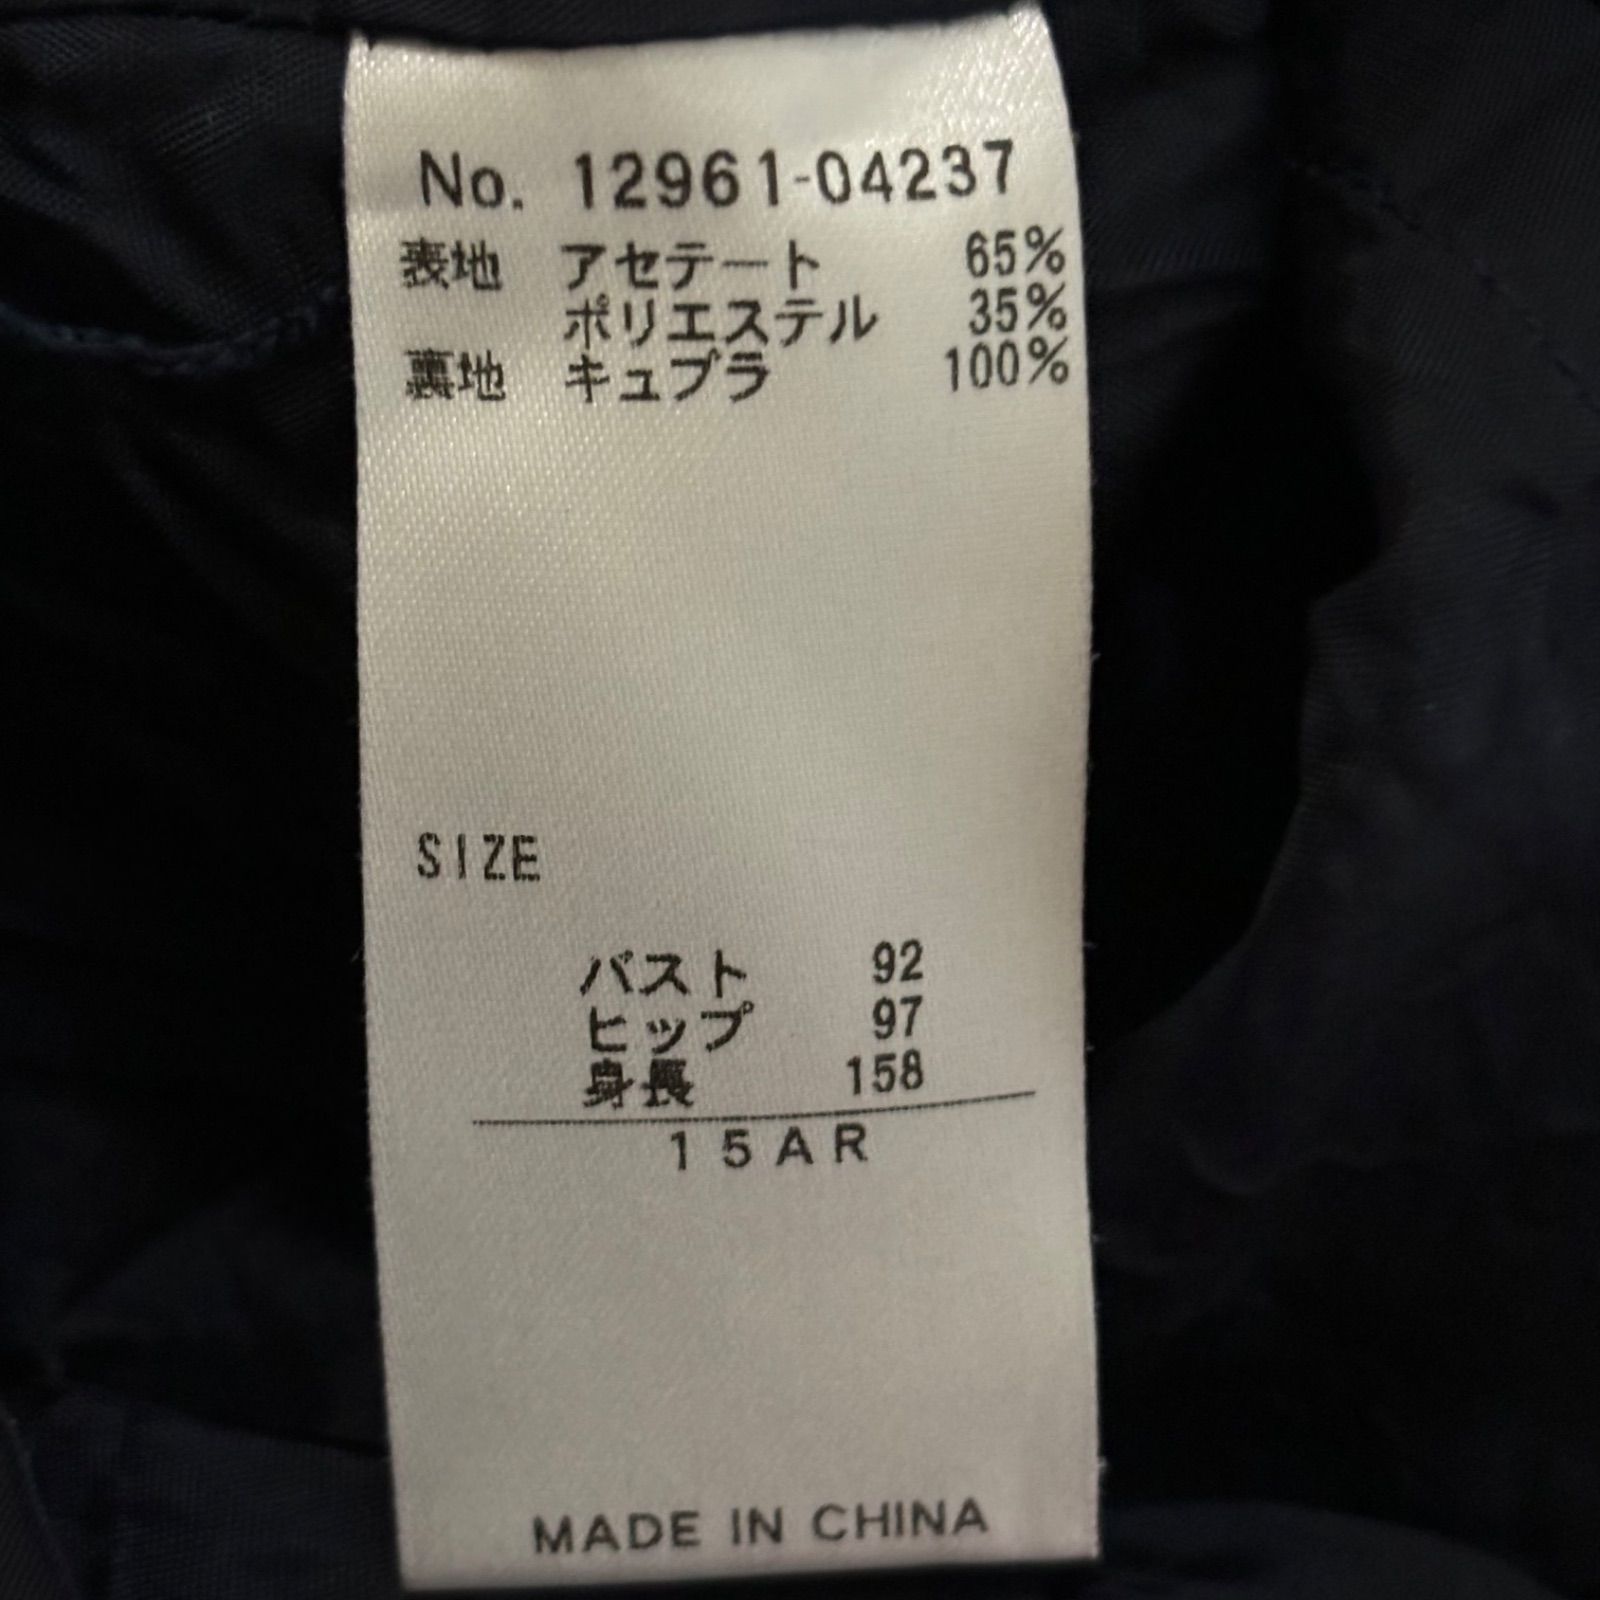 No. 12961-04237
表地 アセテート 65%
ポリエステル 35%
裏地 キュプラ 100%
SIZE
バスト 92
ヒップ 97
身長 158
15AR
MADE IN CHINA